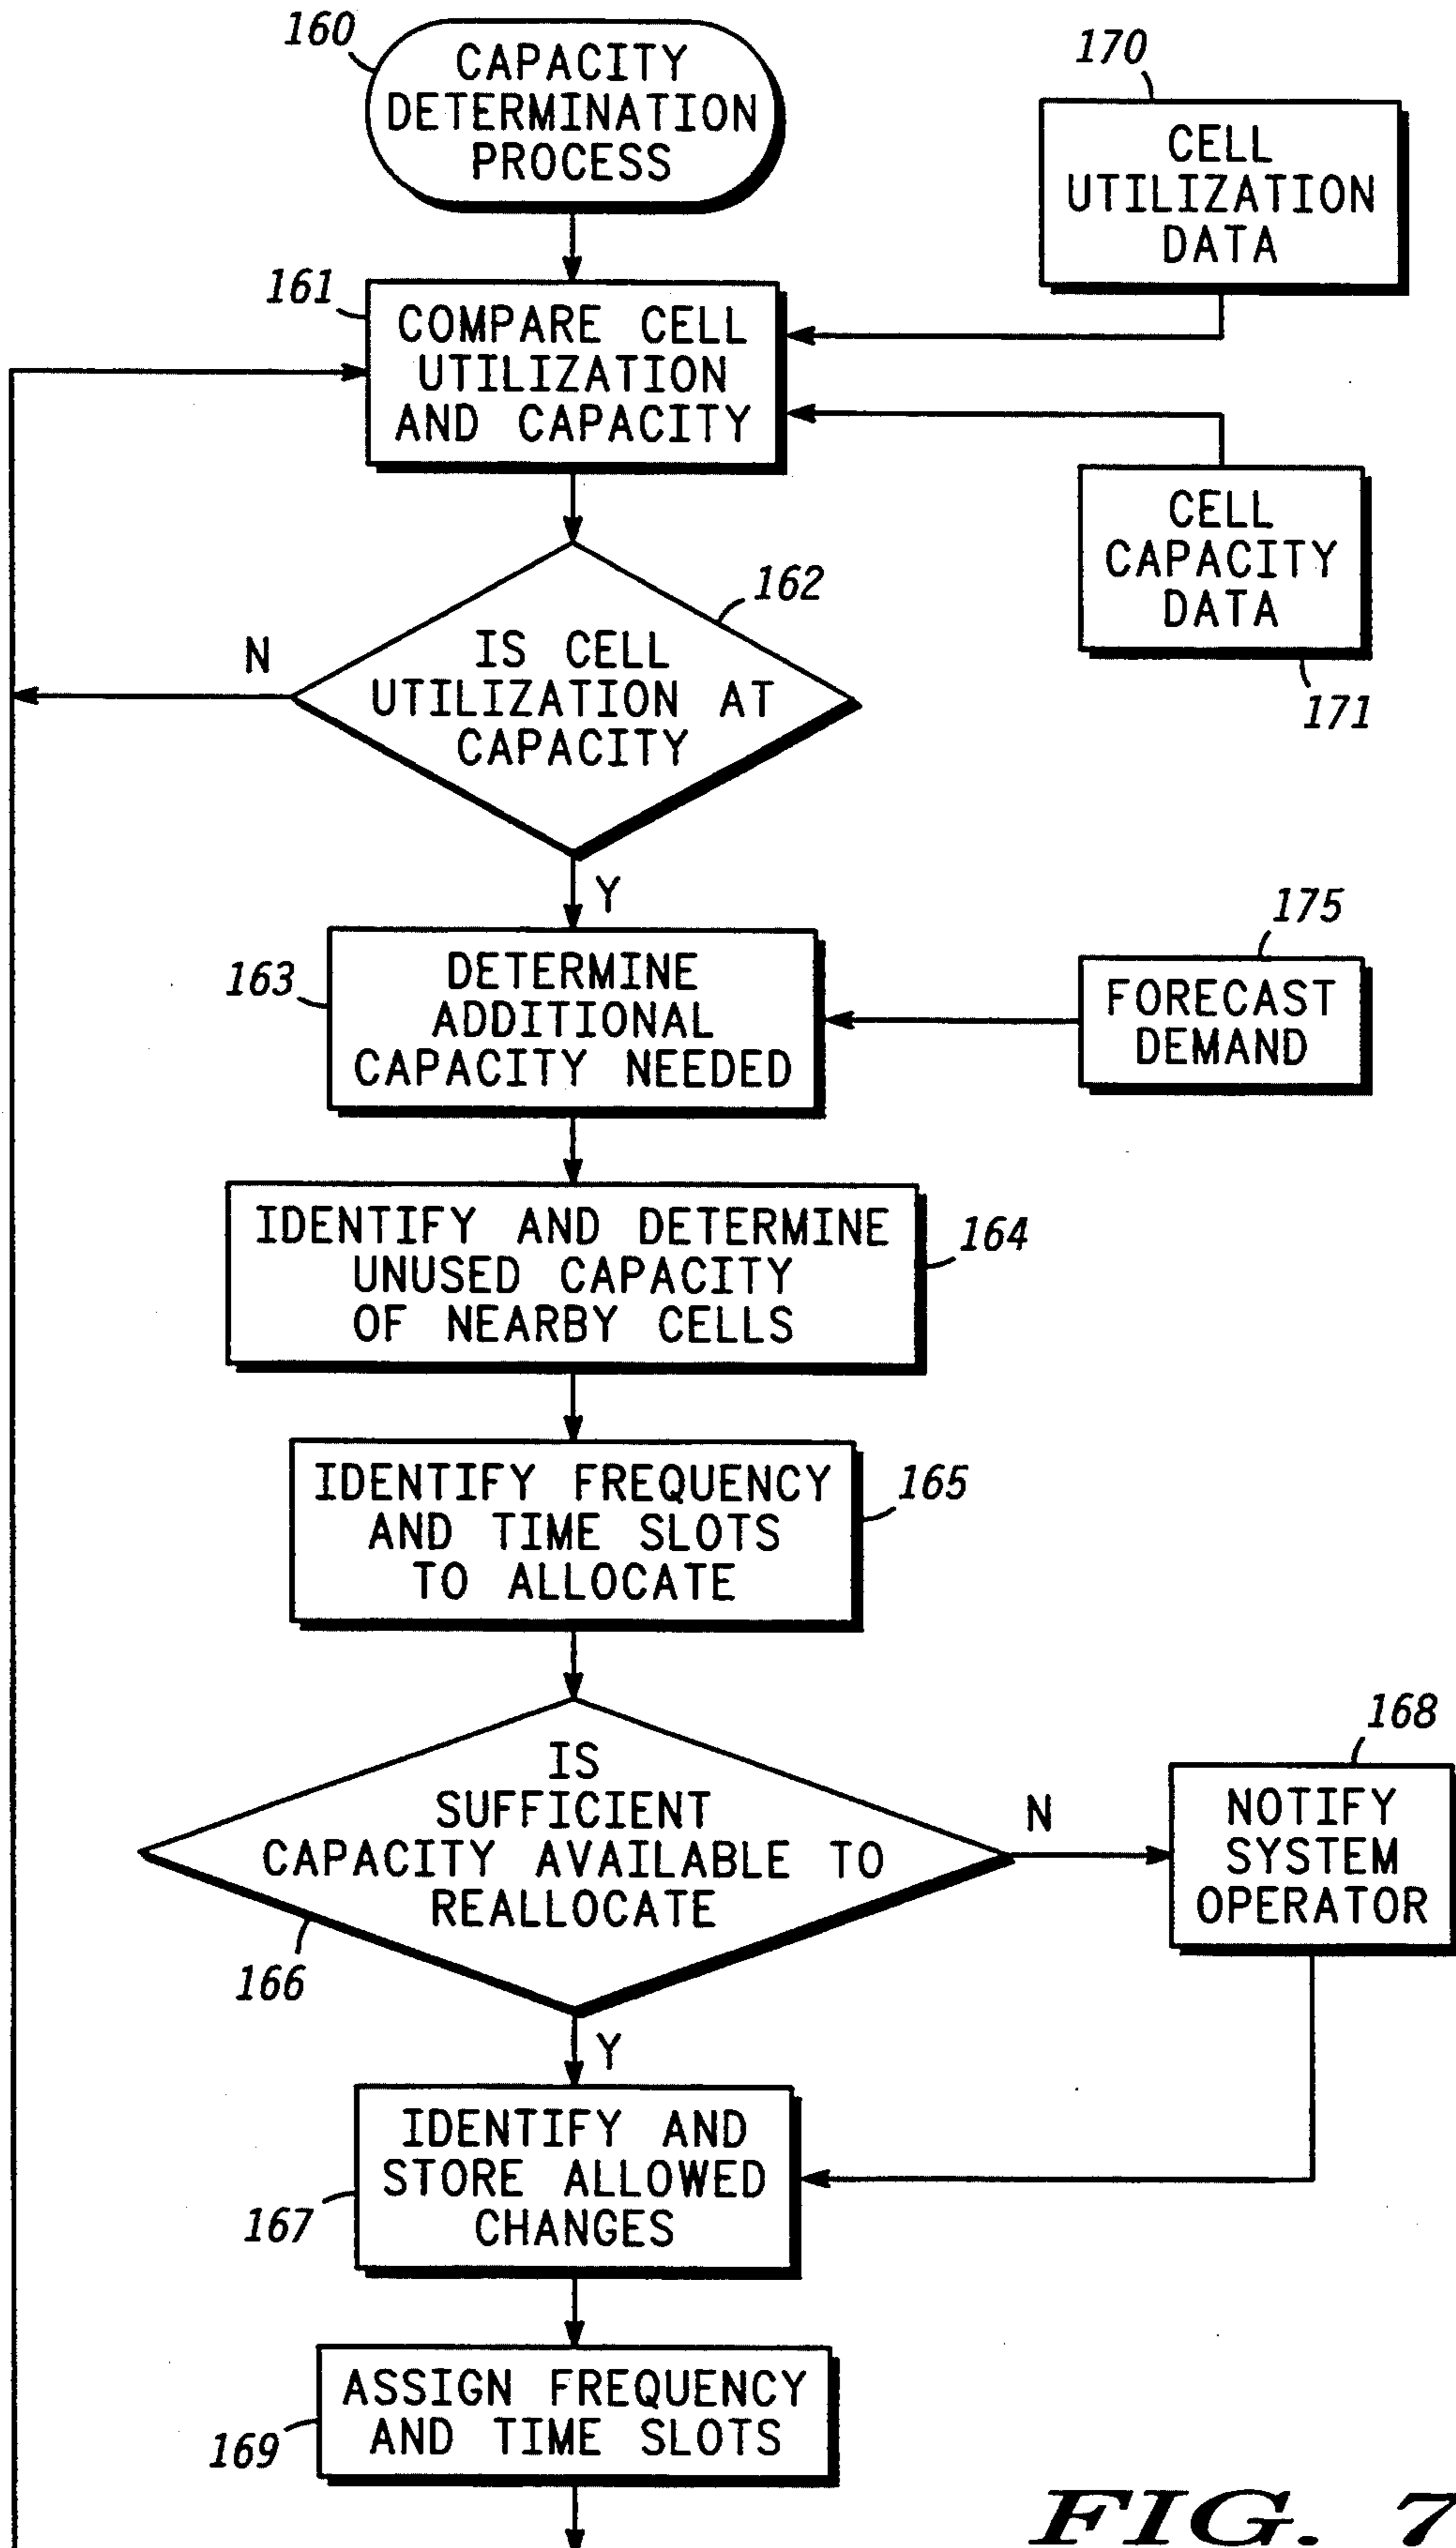 160
CAPACITY
DETERMINATION
PROCESS
170
CELL
UTILIZATION
DATA
161
COMPARE CELL
UTILIZATION
AND CAPACITY
CELL
CAPACITY
DATA
171
162
IS CELL
UTILIZATION AT
CAPACITY
N
Y
163
DETERMINE
ADDITIONAL
CAPACITY NEEDED
175
FORECAST
DEMAND
IDENTIFY AND DETERMINE
UNUSED CAPACITY
OF NEARBY CELLS
164
IDENTIFY FREQUENCY
AND TIME SLOTS
TO ALLOCATE
165
IS
SUFFICIENT
CAPACITY AVAILABLE TO
REALLOCATE
166
N
168
NOTIFY
SYSTEM
OPERATOR
Y
IDENTIFY AND
STORE ALLOWED
CHANGES
167
ASSIGN FREQUENCY
AND TIME SLOTS
169
FIG. 7